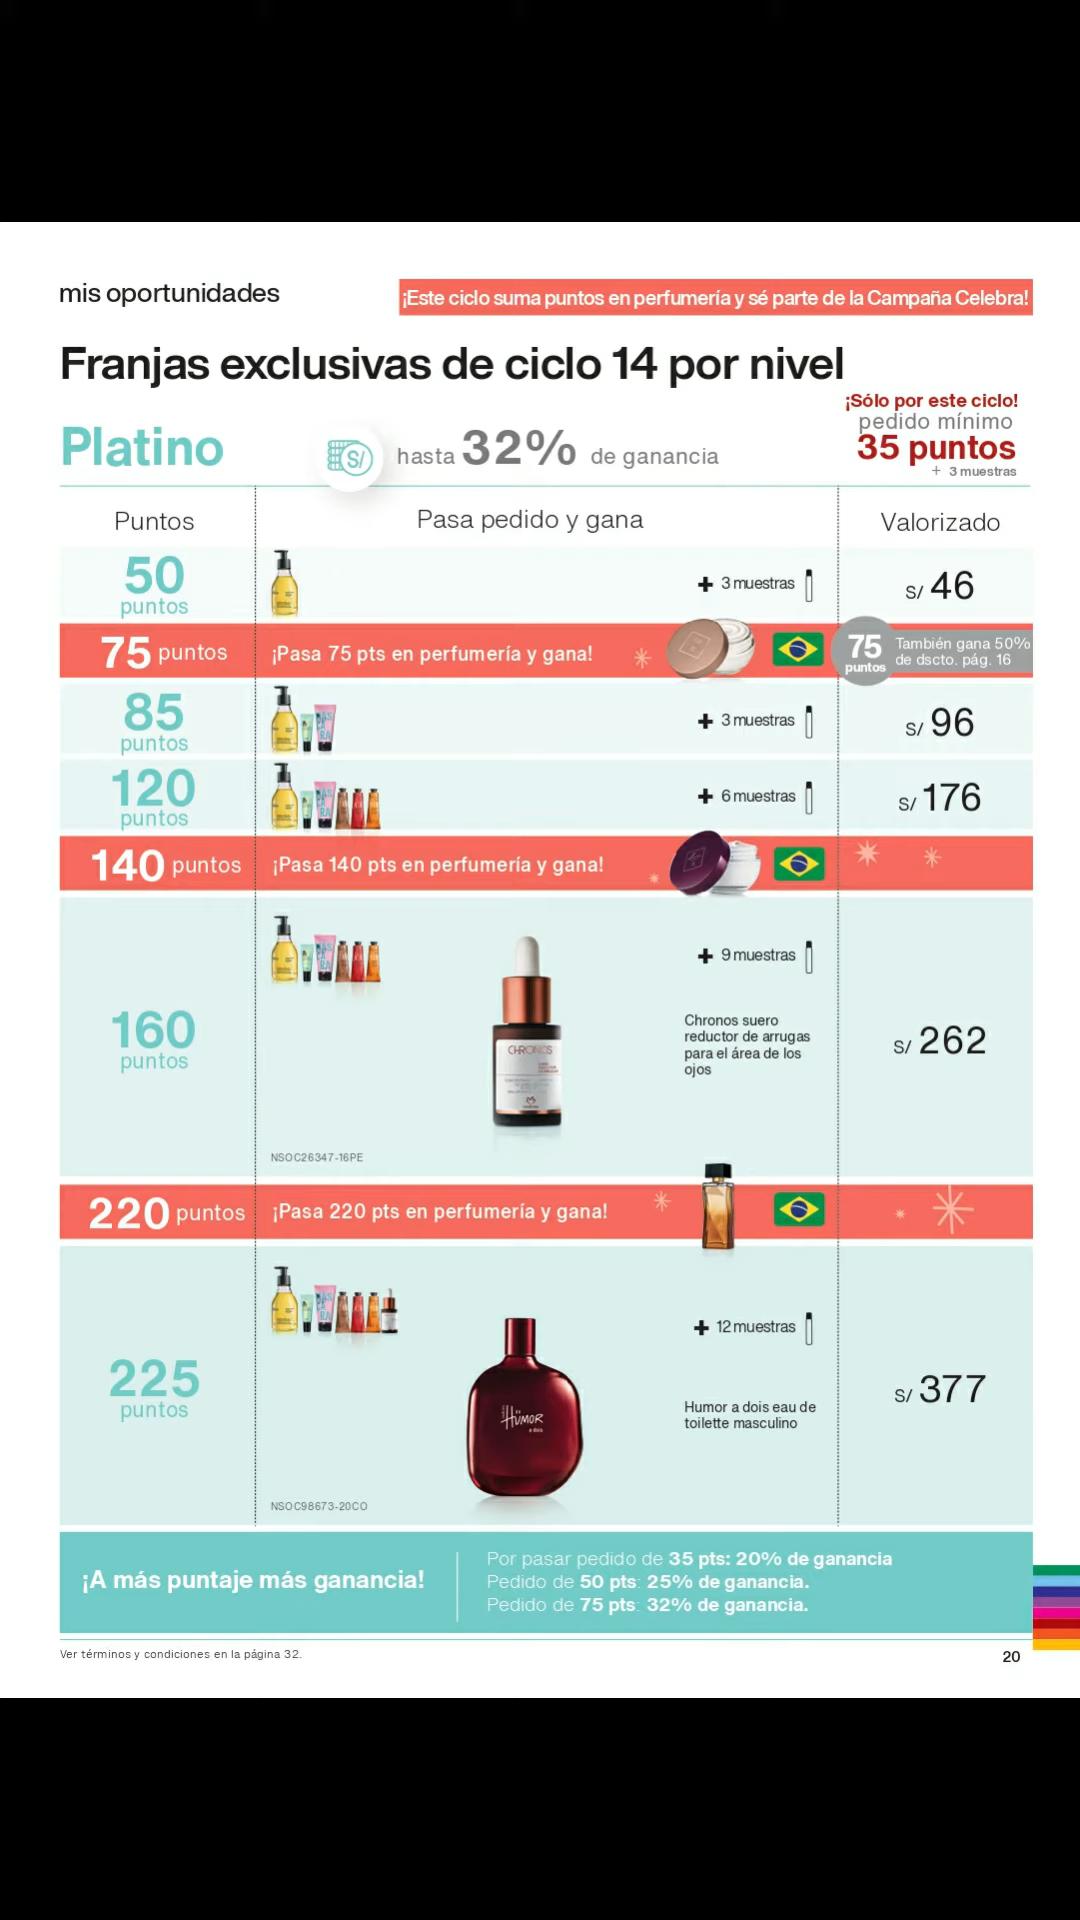 mis oportunidades
¡Este ciclo suma puntos en perfumería y sé parte de la Campaña Celebra!
Franjas exclusivas de ciclo 14 por nivel
Platino
S/
hasta 32% de ganancia
¡Sólo por este ciclo!
pedido mínimo
35 puntos
+ 3 muestras
Puntos
Pasa pedido y gana
Valorizado
50
puntos
+ 3 muestras
S/ 46
75 puntos
¡Pasa 75 pts en perfumería y gana!
75
puntos
También gana 50%
de dscto. pág. 16
85
puntos
+ 3 muestras
S/ 96
120
puntos
+ 6 muestras
S/ 176
140 puntos
¡Pasa 140 pts en perfumería y gana!
160
puntos
+ 9 muestras
CHRONOS
natura
Chronos suero
reductor de arrugas
para el área de los
ojos
S/ 262
NSOC26347-16PE
220 puntos
¡Pasa 220 pts en perfumería y gana!
225
puntos
+ 12 muestras
HUMOR
a dois
Humor a dois eau de
toilette masculino
S/ 377
NSOC98673-20CO
¡A más puntaje más ganancia!
Por pasar pedido de 35 pts: 20% de ganancia
Pedido de 50 pts: 25% de ganancia.
Pedido de 75 pts: 32% de ganancia.
Ver términos y condiciones en la página 32.
20